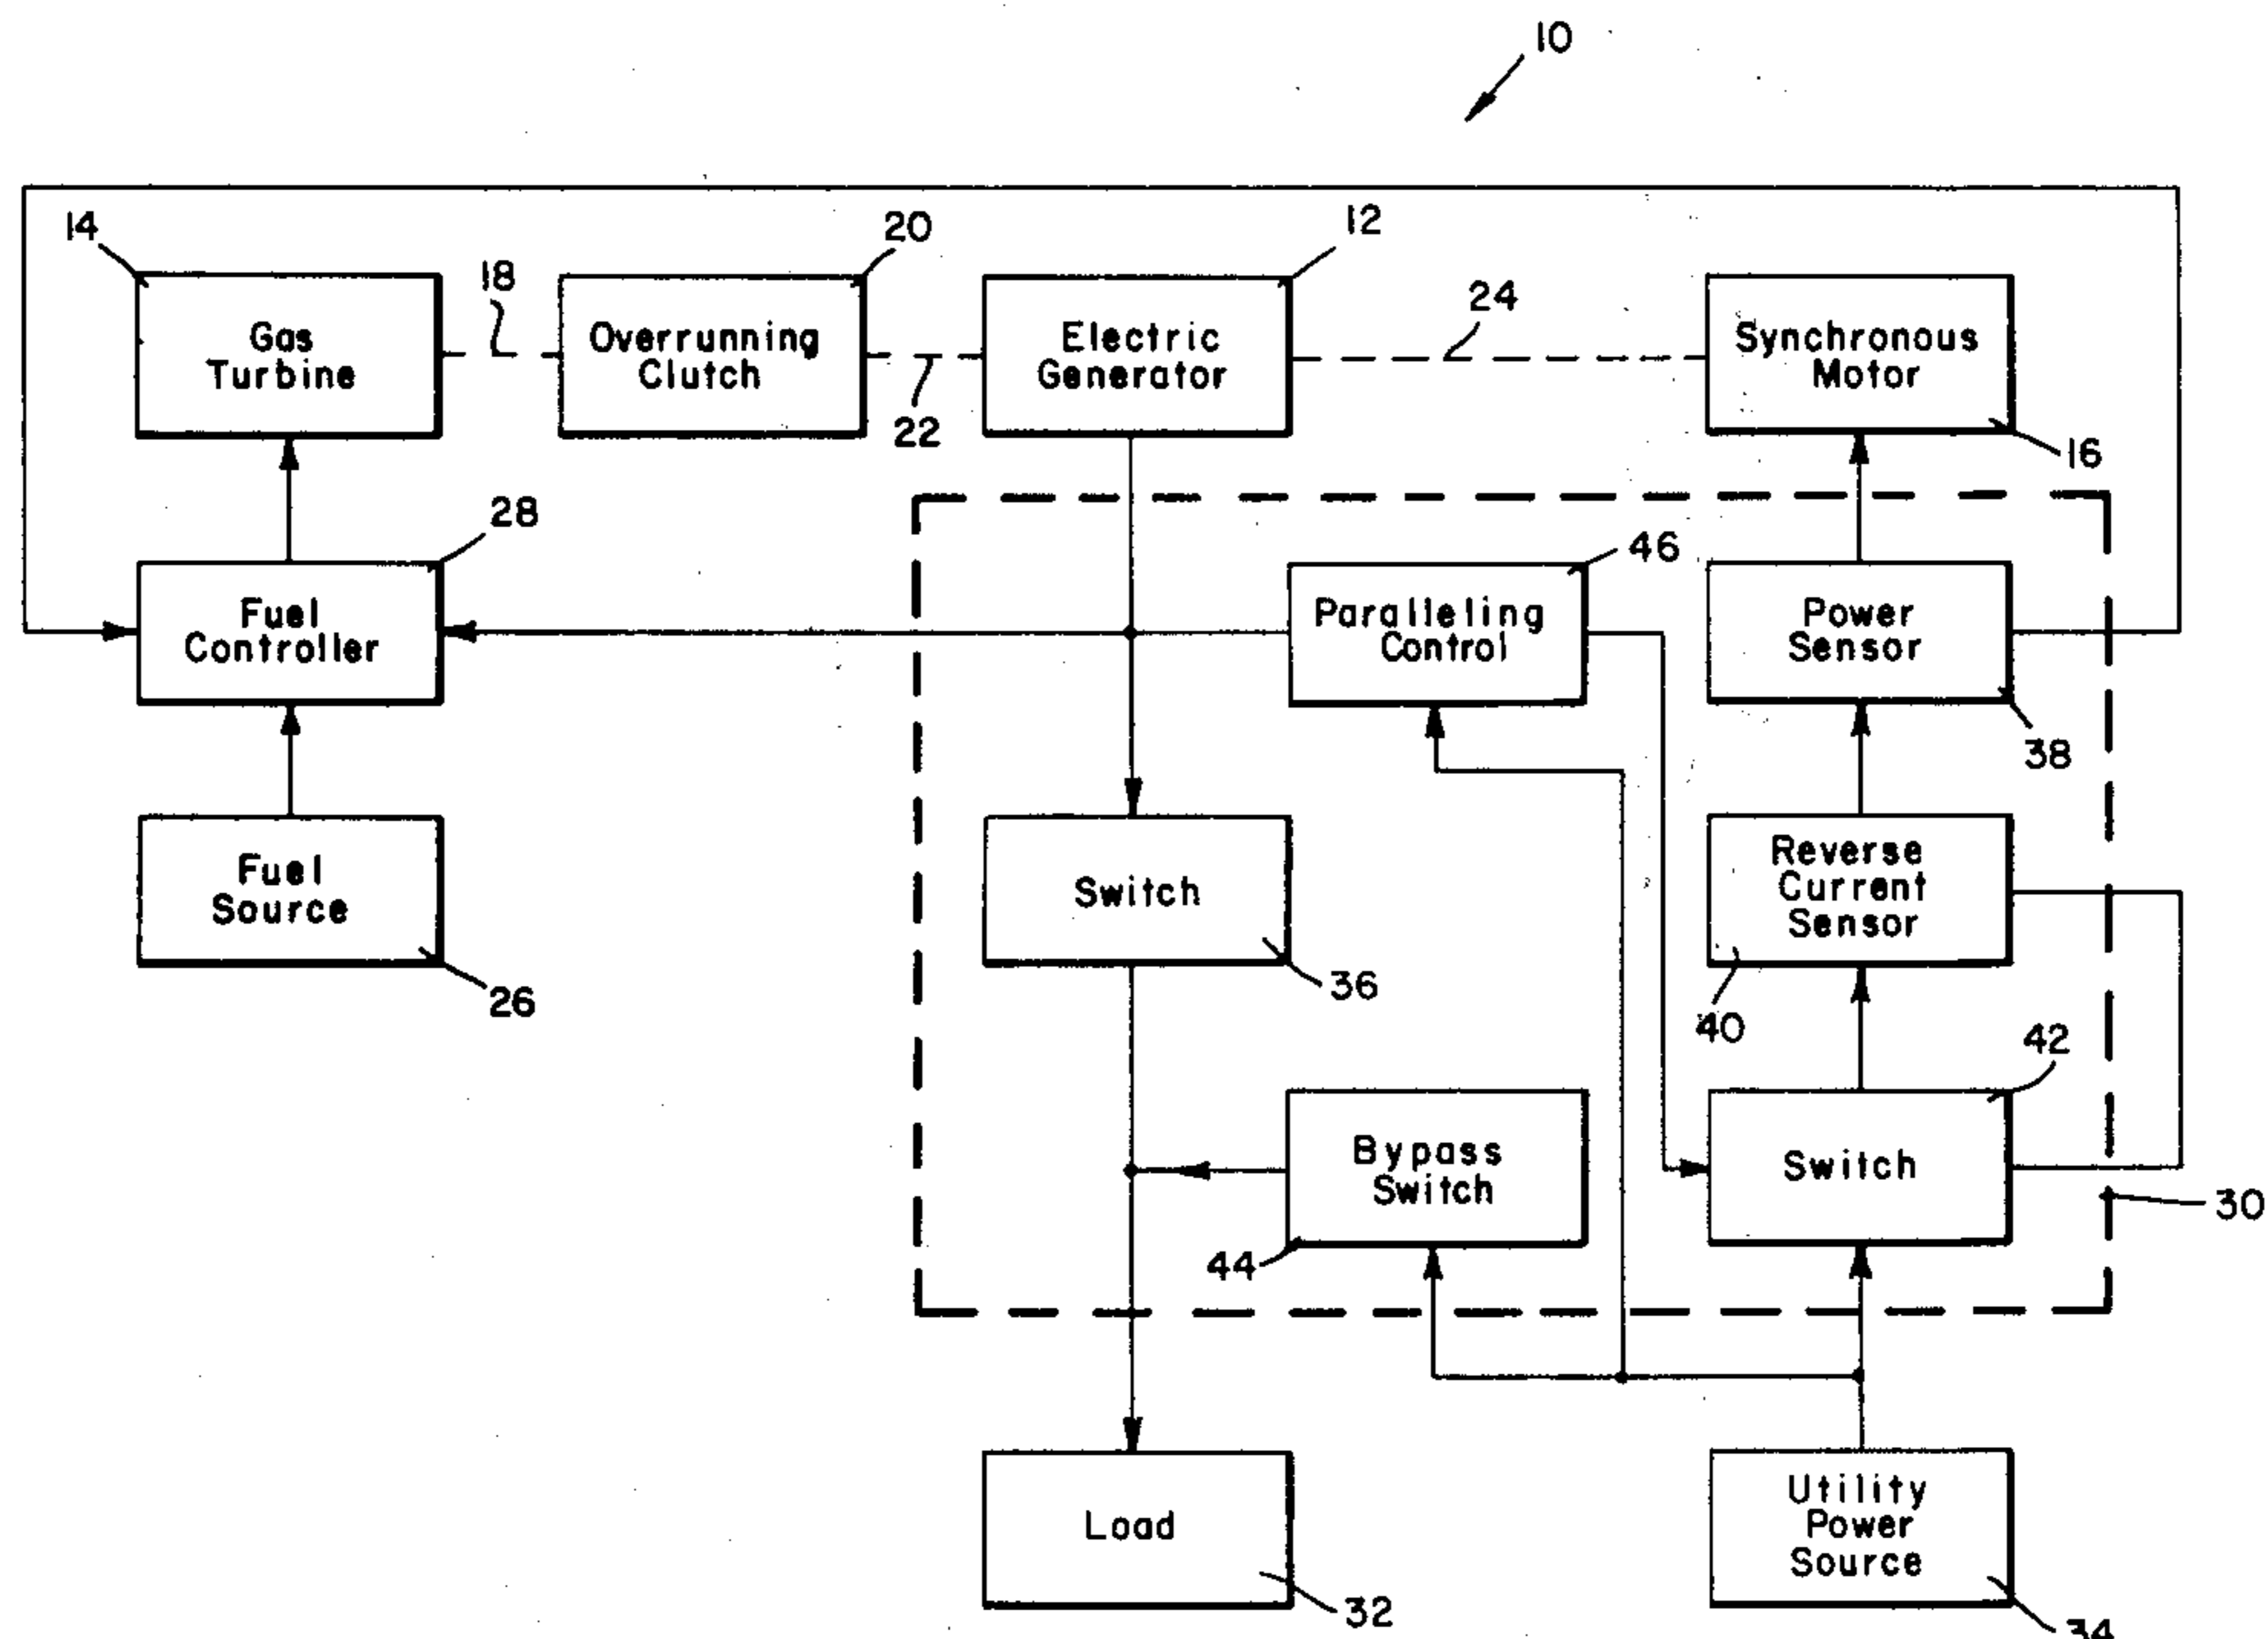 10
14
18
20
12
24
Gas
Turbine
Overrunning
Clutch
Electric
Generator
Synchronous
Motor
22
16
28
46
Fuel
Controller
Paralleling
Control
Power
Sensor
38
Fuel
Source
Switch
Reverse
Current
Sensor
26
36
40
42
Bypass
Switch
Switch
30
44
Load
Utility
Power
Source
32
34